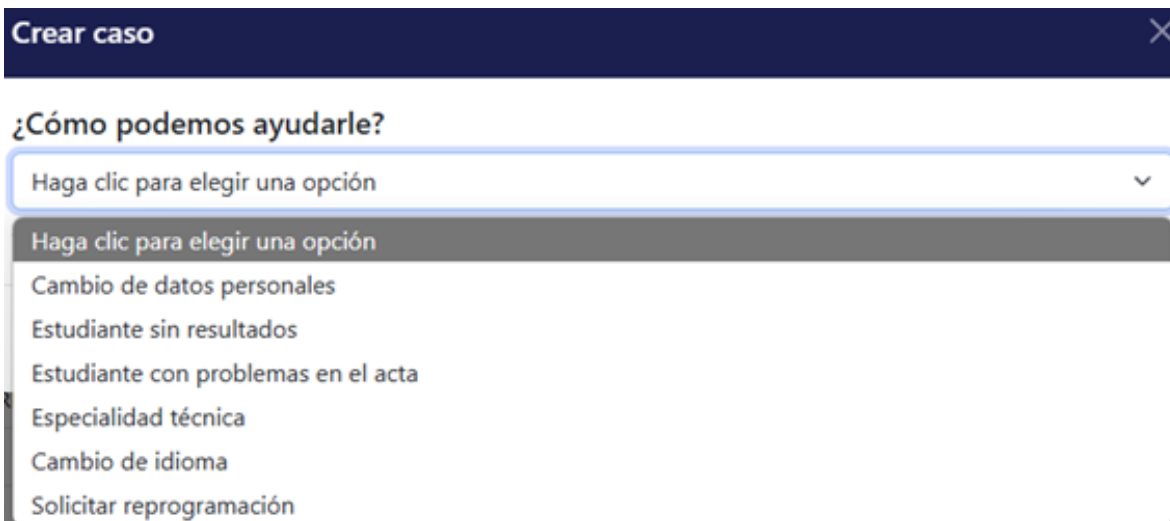 Crear caso
¿Cómo podemos ayudarle?
Haga clic para elegir una opción
Haga clic para elegir una opción
Cambio de datos personales
Estudiante sin resultados
Estudiante con problemas en el acta
Especialidad técnica
Cambio de idioma
Solicitar reprogramación